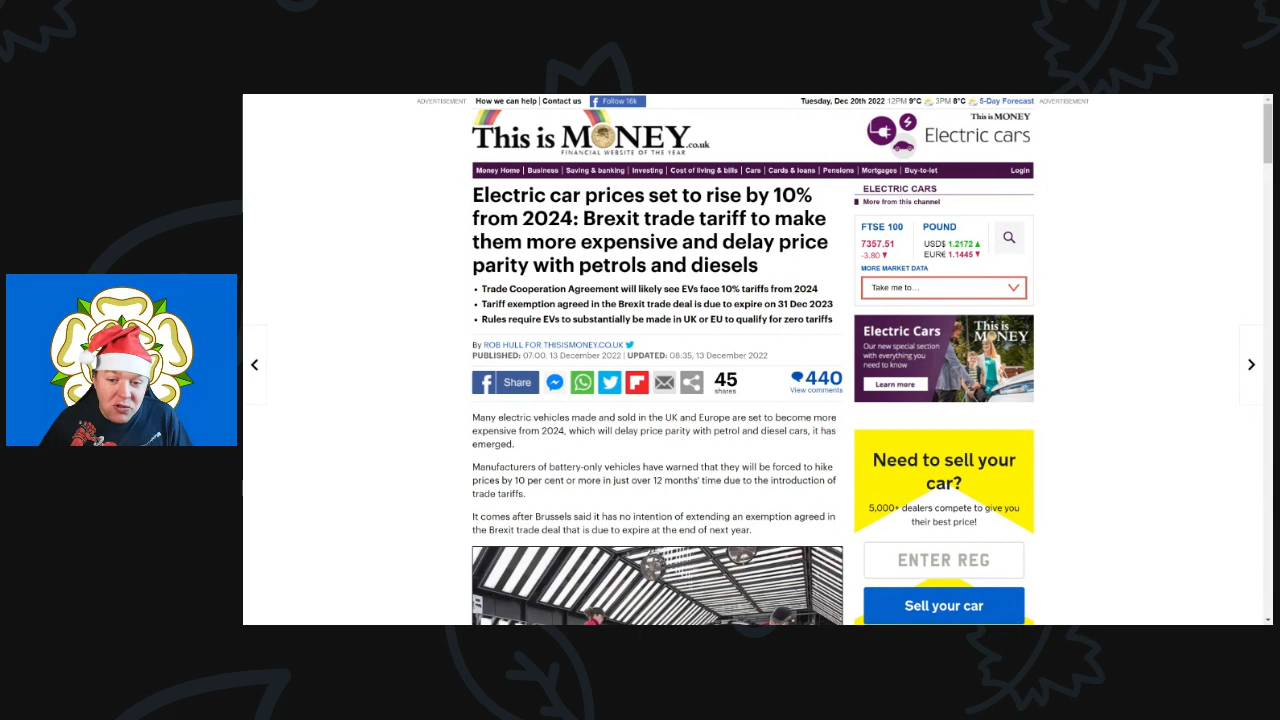 ADVERTISEMENT How we can help | Contact us Follow 16k Tuesday, Dec 20th 2022 12PM 9°C 3PM 8°C 5-Day Forecast ADVERTISEMENT
This is MONEY.co.uk
FINANCIAL WEBSITE OF THE YEAR
This is MONEY
Electric cars
Money Home | Business | Saving & banking | Investing | Cost of living & bills | Cars | Cards & loans | Pensions | Mortgages | Buy-to-let Login
Electric car prices set to rise by 10%
from 2024: Brexit trade tariff to make
them more expensive and delay price
parity with petrols and diesels
• Trade Cooperation Agreement will likely see EVs face 10% tariffs from 2024
• Tariff exemption agreed in the Brexit trade deal is due to expire on 31 Dec 2023
• Rules require EVs to substantially be made in UK or EU to qualify for zero tariffs
By ROB HULL FOR THISISMONEY.CO.UK
PUBLISHED: 07:00, 13 December 2022 | UPDATED: 08:35, 13 December 2022
Share
45
shares
440
View comments
Many electric vehicles made and sold in the UK and Europe are set to become more
expensive from 2024, which will delay price parity with petrol and diesel cars, it has
emerged.
Manufacturers of battery-only vehicles have warned that they will be forced to hike
prices by 10 per cent or more in just over 12 months' time due to the introduction of
trade tariffs.
It comes after Brussels said it has no intention of extending an exemption agreed in
the Brexit trade deal that is due to expire at the end of next year.
ELECTRIC CARS
More from this channel
FTSE 100
7357.51
-3.80 ▼
POUND
USD$ 1.2172 ▲
EUR€ 1.1445 ▼
MORE MARKET DATA
Take me to...
Electric Cars
This is
MONEY
Our new special section
with everything you
need to know
Learn more
Need to sell your
car?
5,000+ dealers compete to give you
their best price!
ENTER REG
Sell your car